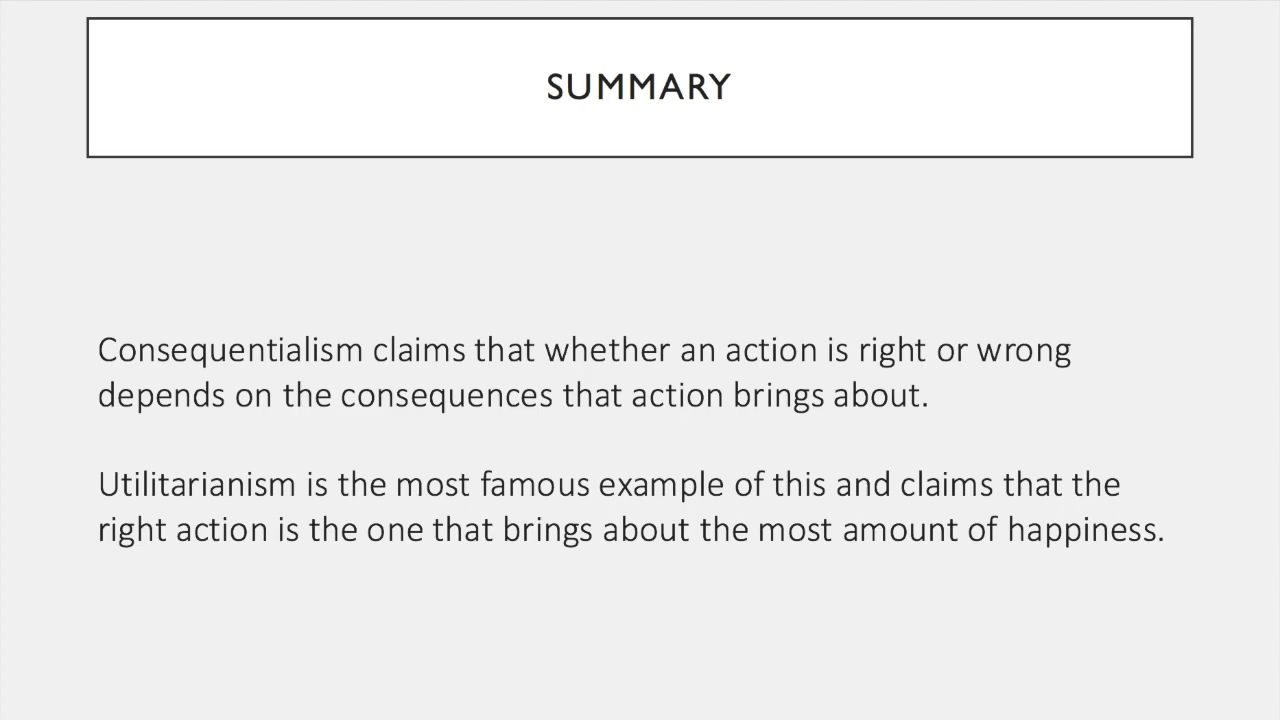 SUMMARY
Consequentialism claims that whether an action is right or wrong
depends on the consequences that action brings about.
Utilitarianism is the most famous example of this and claims that the
right action is the one that brings about the most amount of happiness.